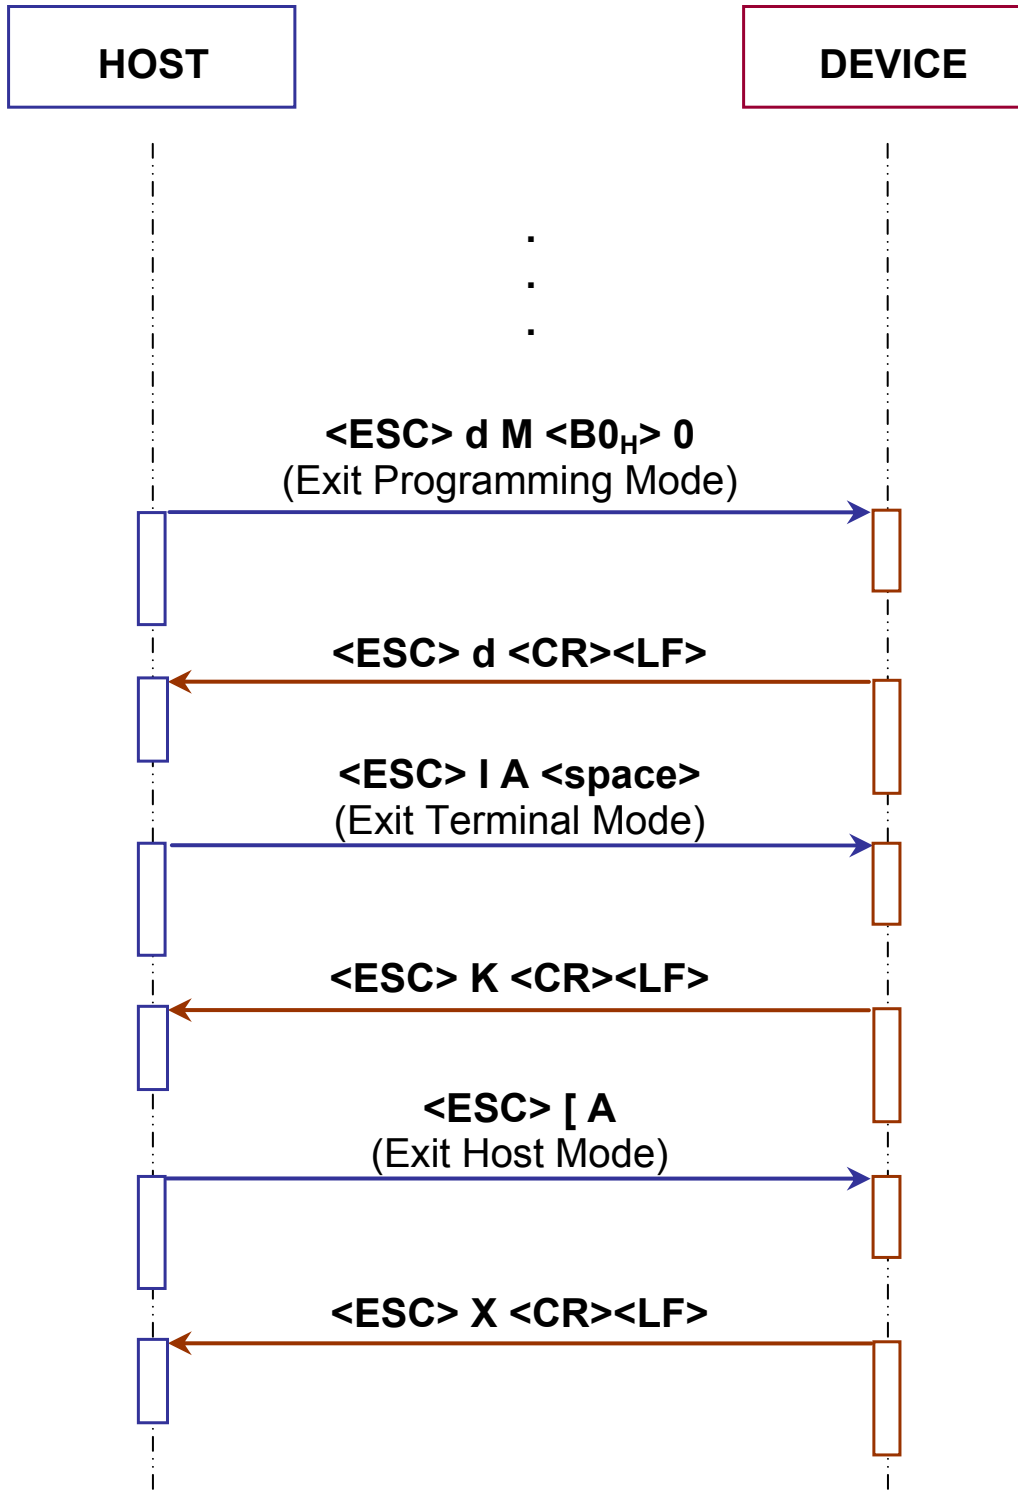 HOST
DEVICE
.
.
.
<ESC> d M <B0H> 0
(Exit Programming Mode)
<ESC> d <CR><LF>
<ESC> I A <space>
(Exit Terminal Mode)
<ESC> K <CR><LF>
<ESC> [ A
(Exit Host Mode)
<ESC> X <CR><LF>